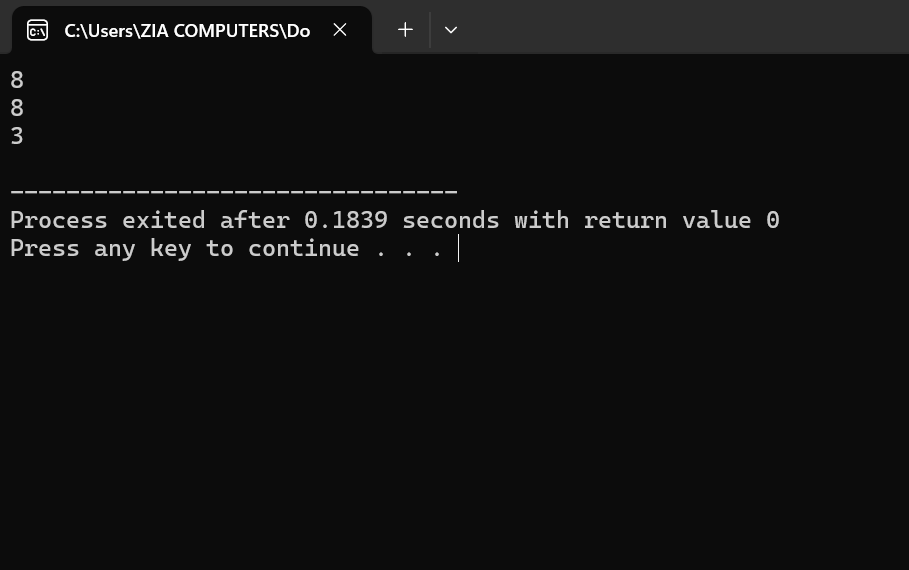 C:\Users\ZIA COMPUTERS\Do
8
8
3
--------------------------------
Process exited after 0.1839 seconds with return value 0
Press any key to continue . . .